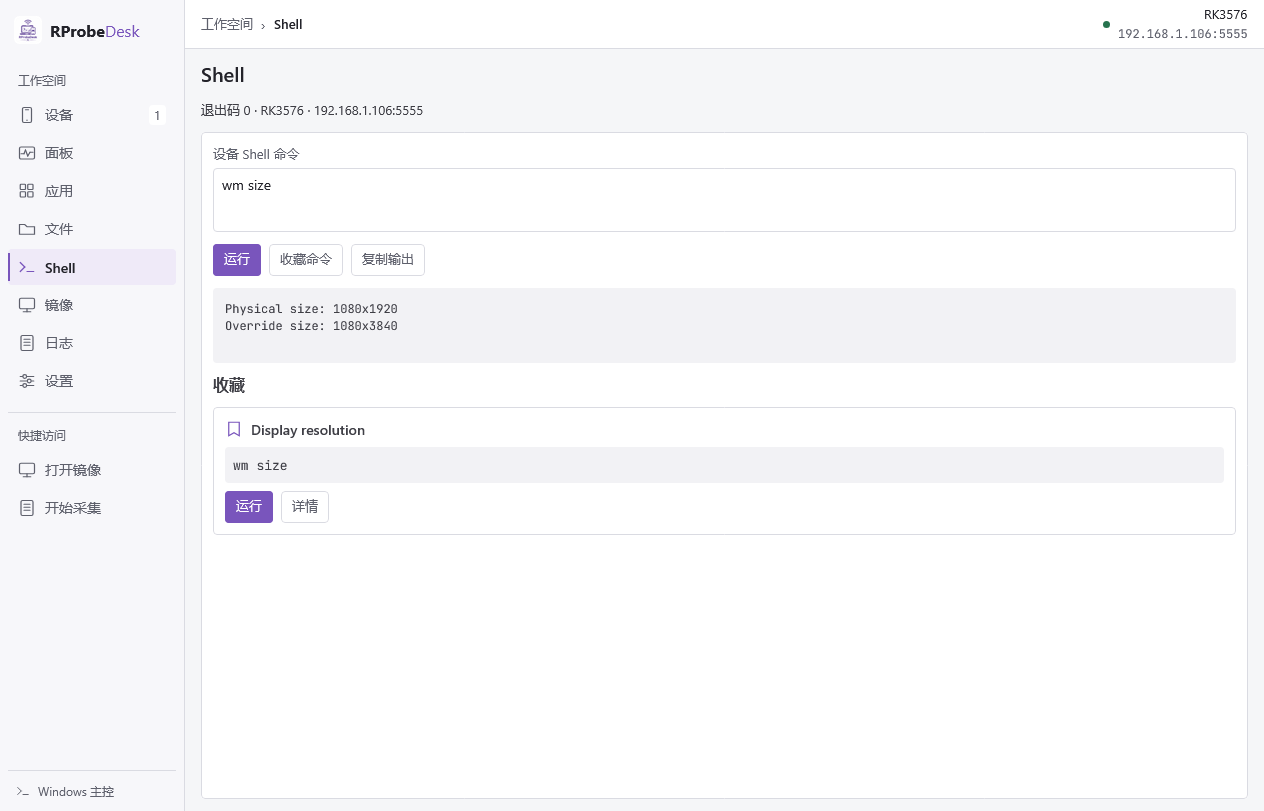 RProbeDesk
工作空间
设备 1
面板
应用
文件
Shell
镜像
日志
设置
快捷访问
打开镜像
开始采集
Windows 主控
工作空间 › Shell
RK3576
192.168.1.106:5555
Shell
退出码 0 · RK3576 · 192.168.1.106:5555
设备 Shell 命令
wm size
运行 收藏命令 复制输出
Physical size: 1080x1920
Override size: 1080x3840
收藏
Display resolution
wm size
运行 详情